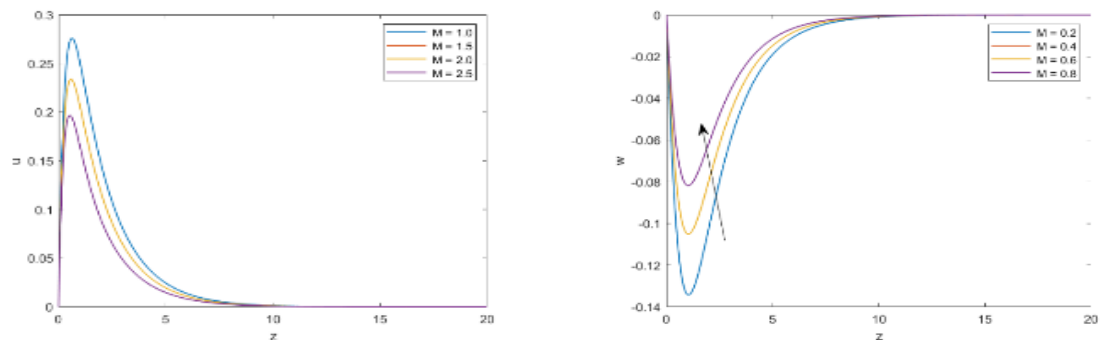 0.3
0.25
0.2
0.15
0.1
0.05
0
u
0
5
10
15
20
z
M = 1.0
M = 1.5
M = 2.0
M = 2.5
0
-0.02
-0.04
-0.06
-0.08
-0.1
-0.12
-0.14
w
0
5
10
15
20
z
M = 0.2
M = 0.4
M = 0.6
M = 0.8